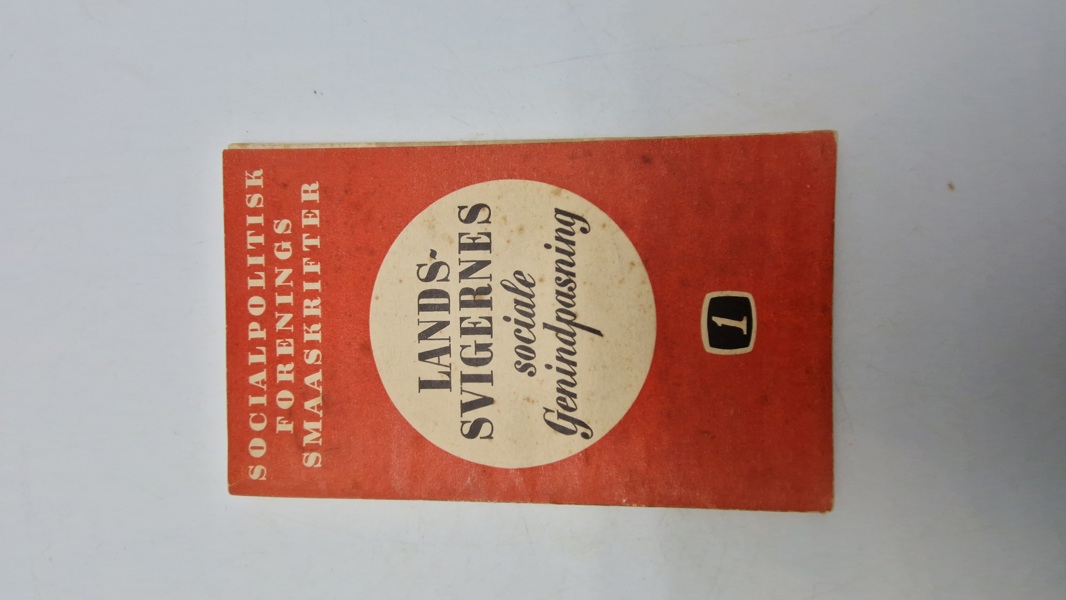 SOCIALPOLITISK
FORENINGS
SMAASKRIFTER
LANDS-
SVIGERNES
sociale
Genindpasning
1